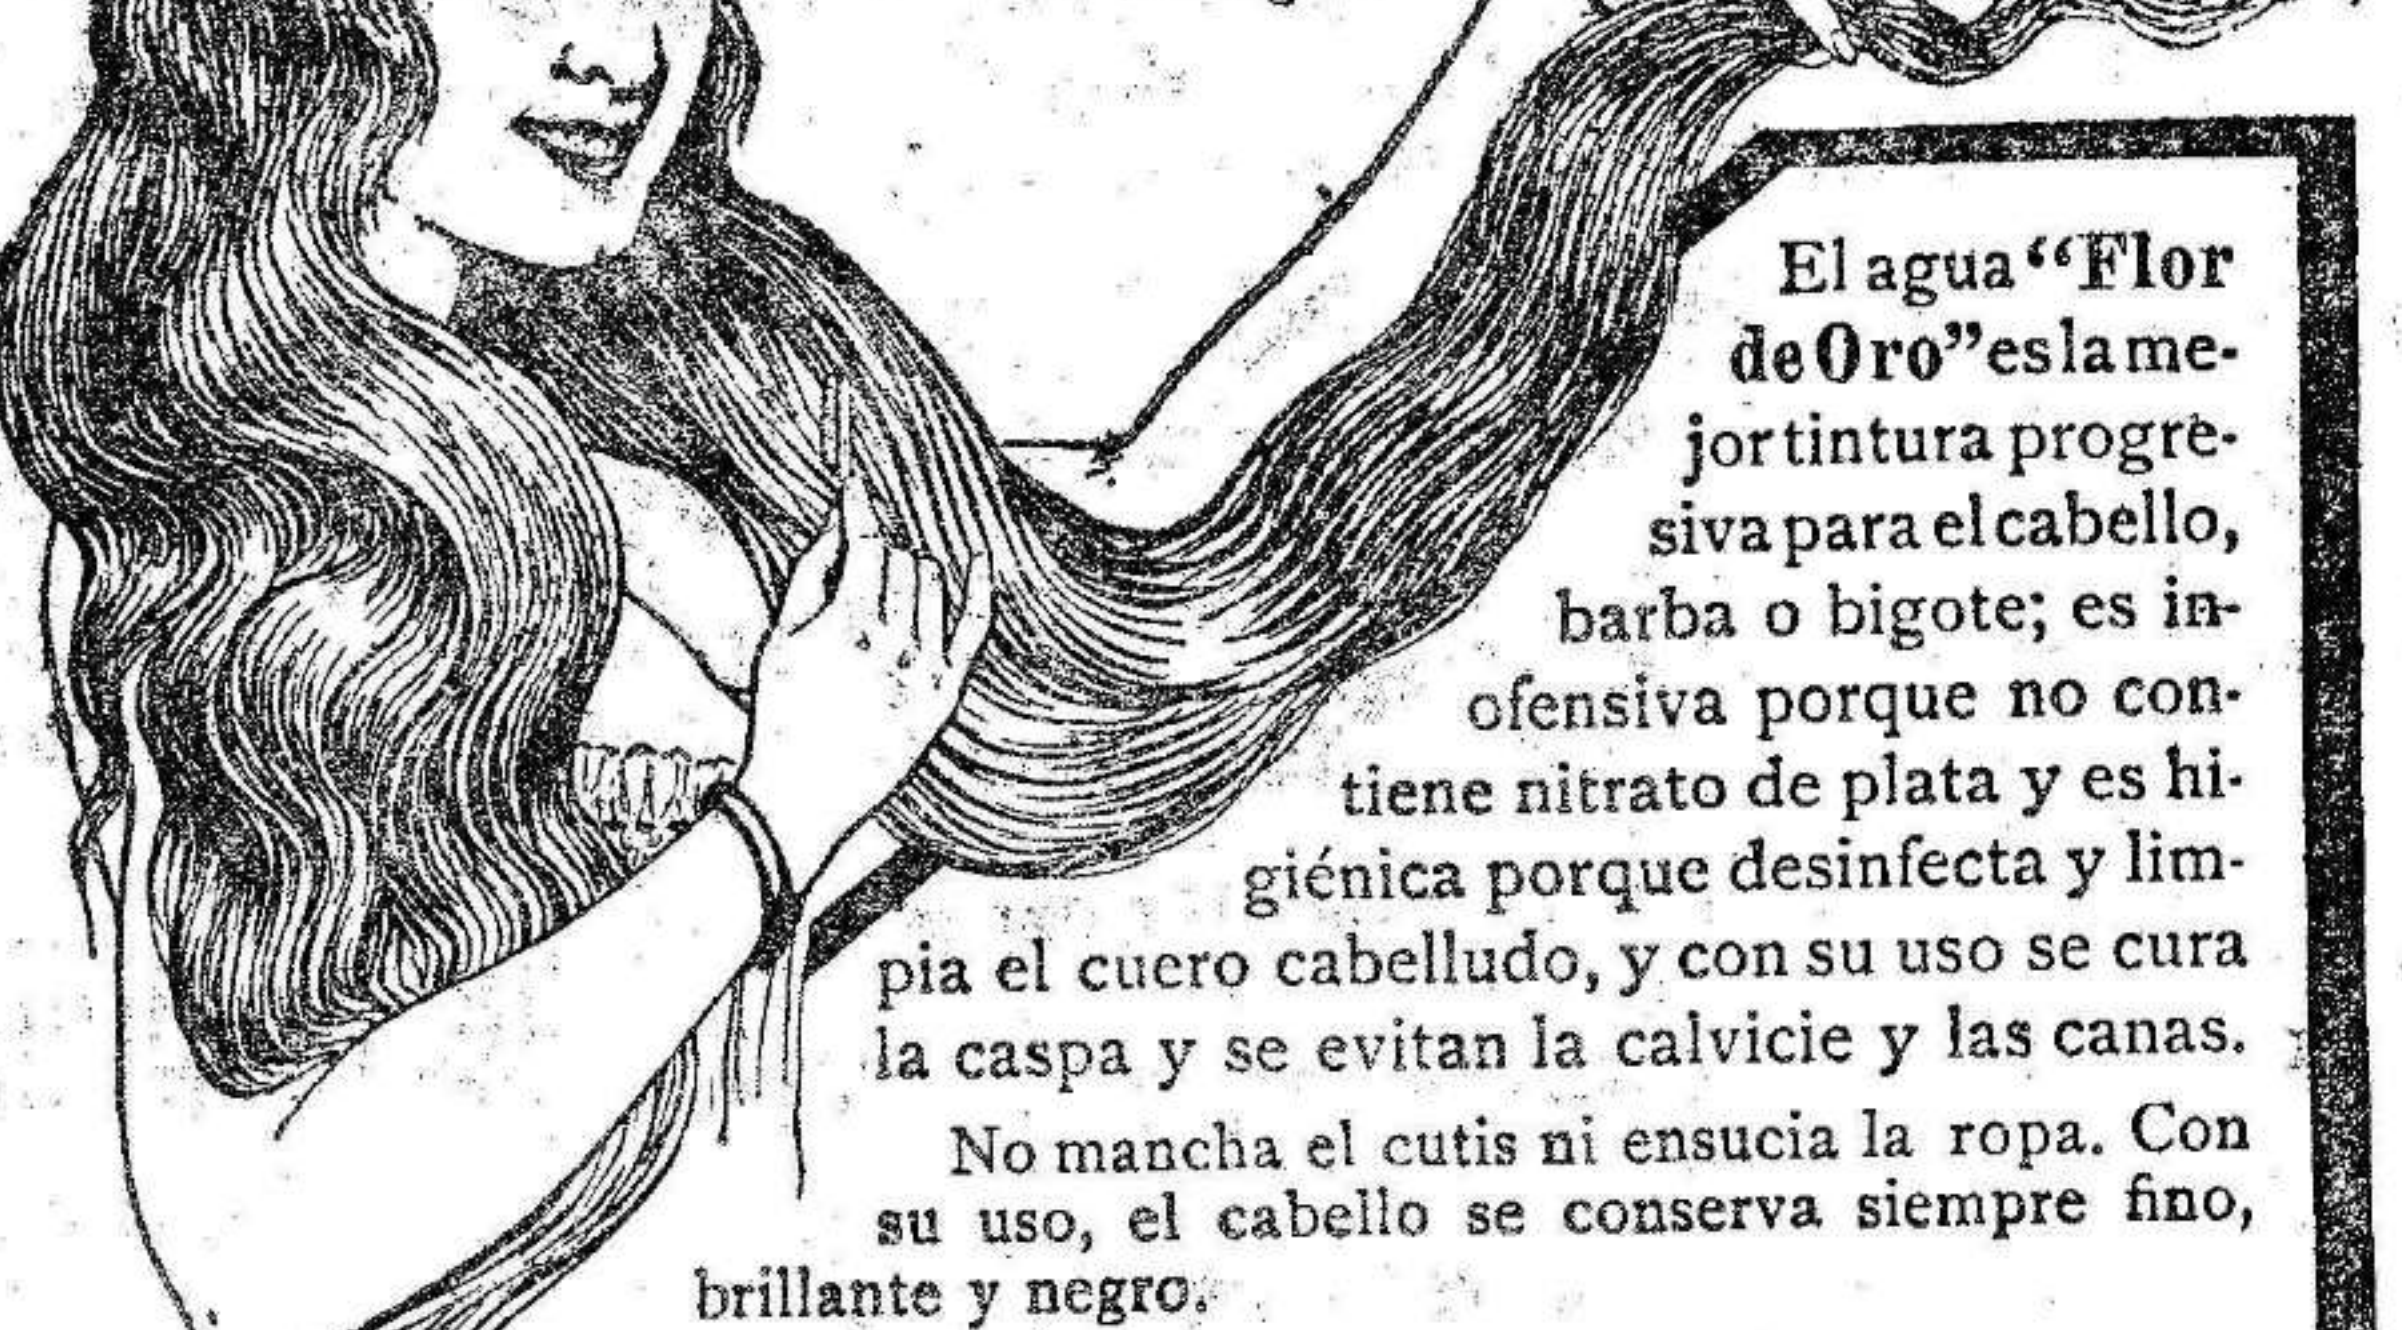 El agua “Flor
de Oro” es la me-
jor tintura progre-
siva para el cabello,
barba o bigote; es in-
ofensiva porque no con-
tiene nitrato de plata y es hi-
giénica porque desinfecta y lim-
pia el cuero cabelludo, y con su uso se cura
la caspa y se evitan la calvicie y las canas.
No mancha el cutis ni ensucia la ropa. Con
su uso, el cabello se conserva siempre fino,
brillante y negro.